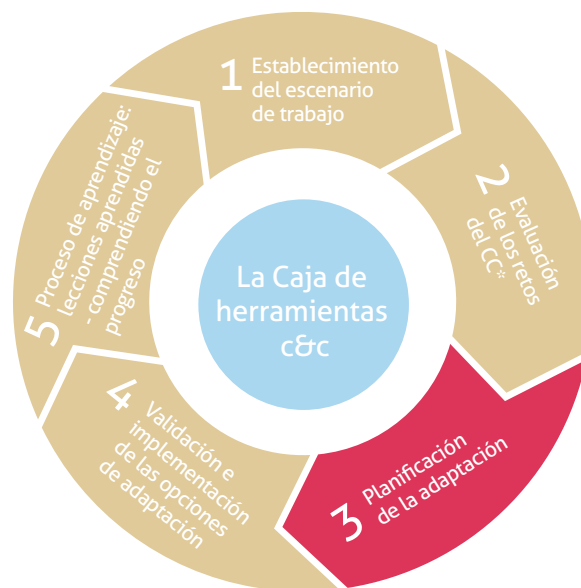 1 Establecimiento
del escenario
de trabajo
2 Evaluación
de los retos
del CC*
3 Planificación
de la adaptación
4 Validación e
implementación
de las opciones
de adaptación
5 Proceso de aprendizaje:
lecciones aprendidas
- comprendiendo el
progreso
La Caja de
herramientas
c&c